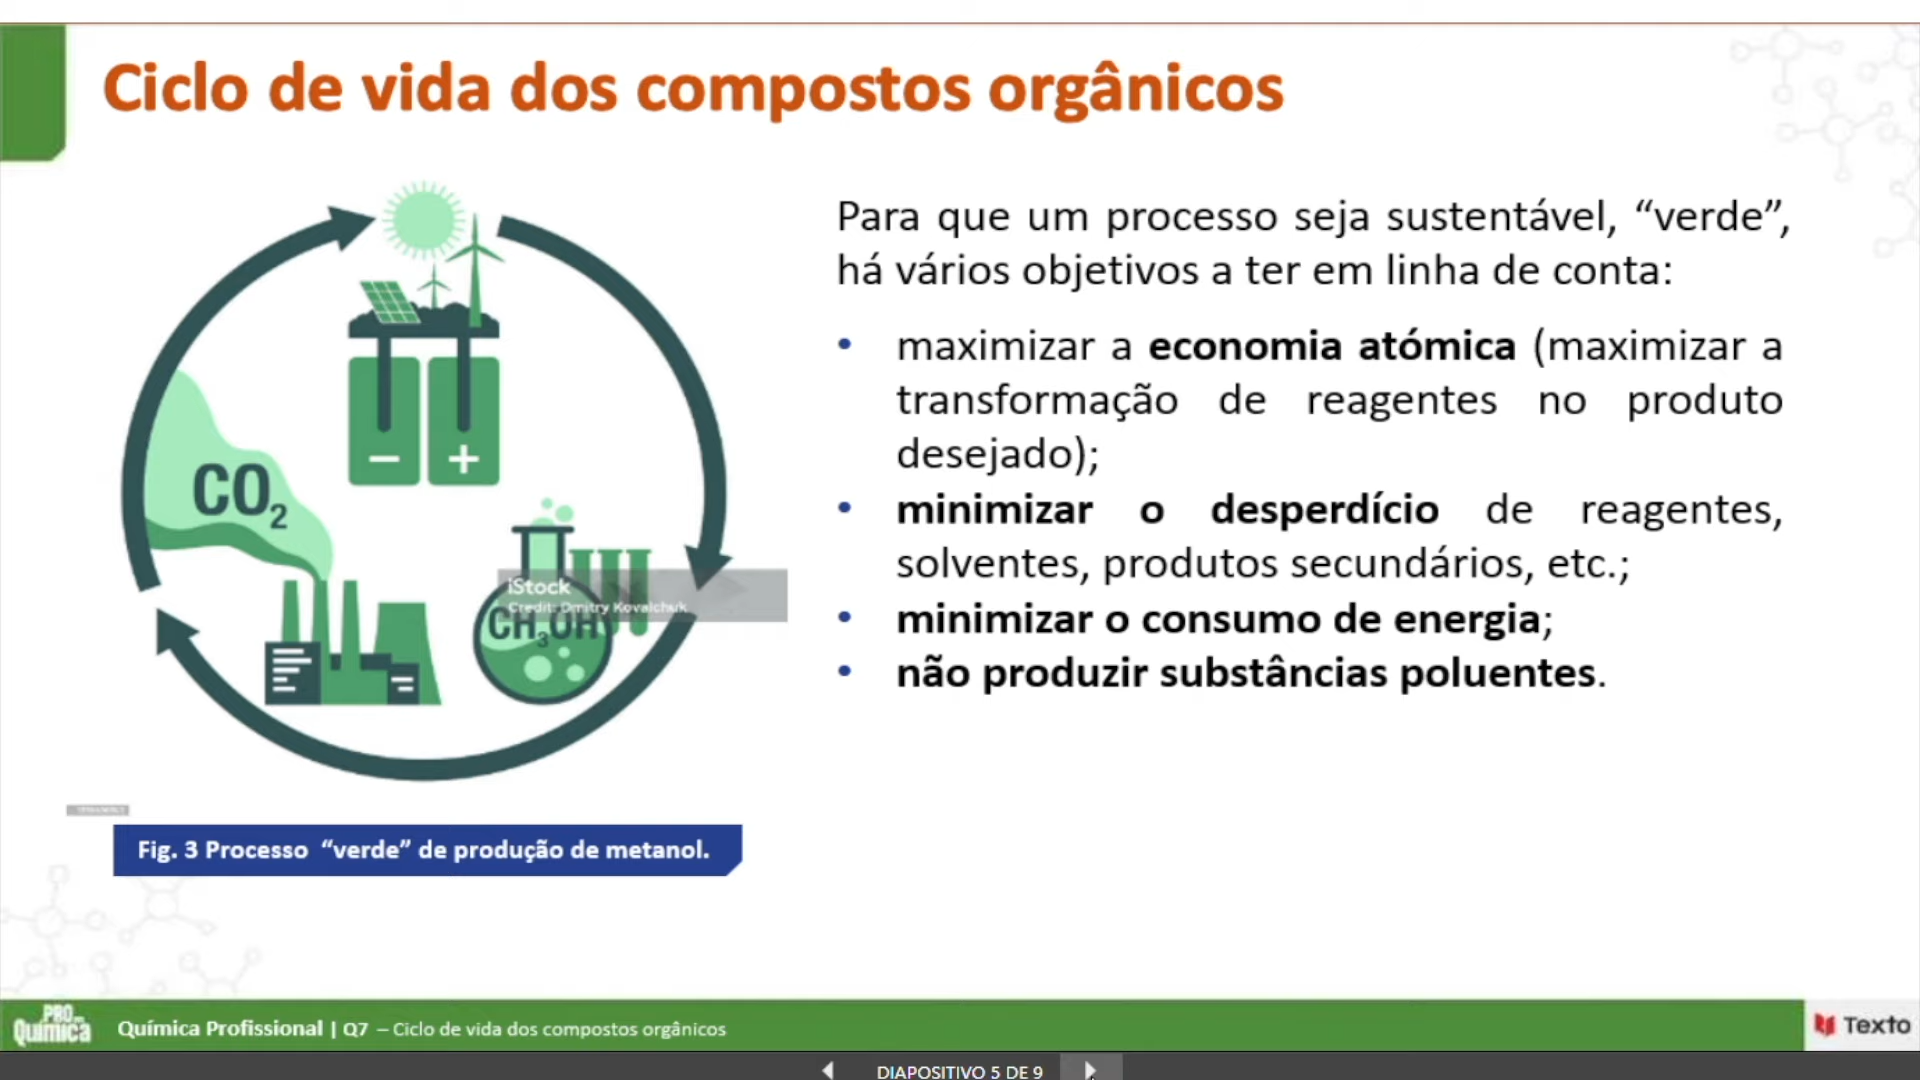 Ciclo de vida dos compostos orgânicos
Para que um processo seja sustentável, “verde”,
há vários objetivos a ter em linha de conta:
• maximizar a economia atómica (maximizar a
transformação de reagentes no produto
desejado);
• minimizar o desperdício de reagentes,
solventes, produtos secundários, etc.;
• minimizar o consumo de energia;
• não produzir substâncias poluentes.
− +
CO2
iStock
Credit: Dmitry Kovalchuk
CH3OH
Fig. 3 Processo “verde” de produção de metanol.
PRO
Química
Química Profissional | Q7 – Ciclo de vida dos compostos orgânicos
Texto
DIAPOSITIVO 5 DE 9